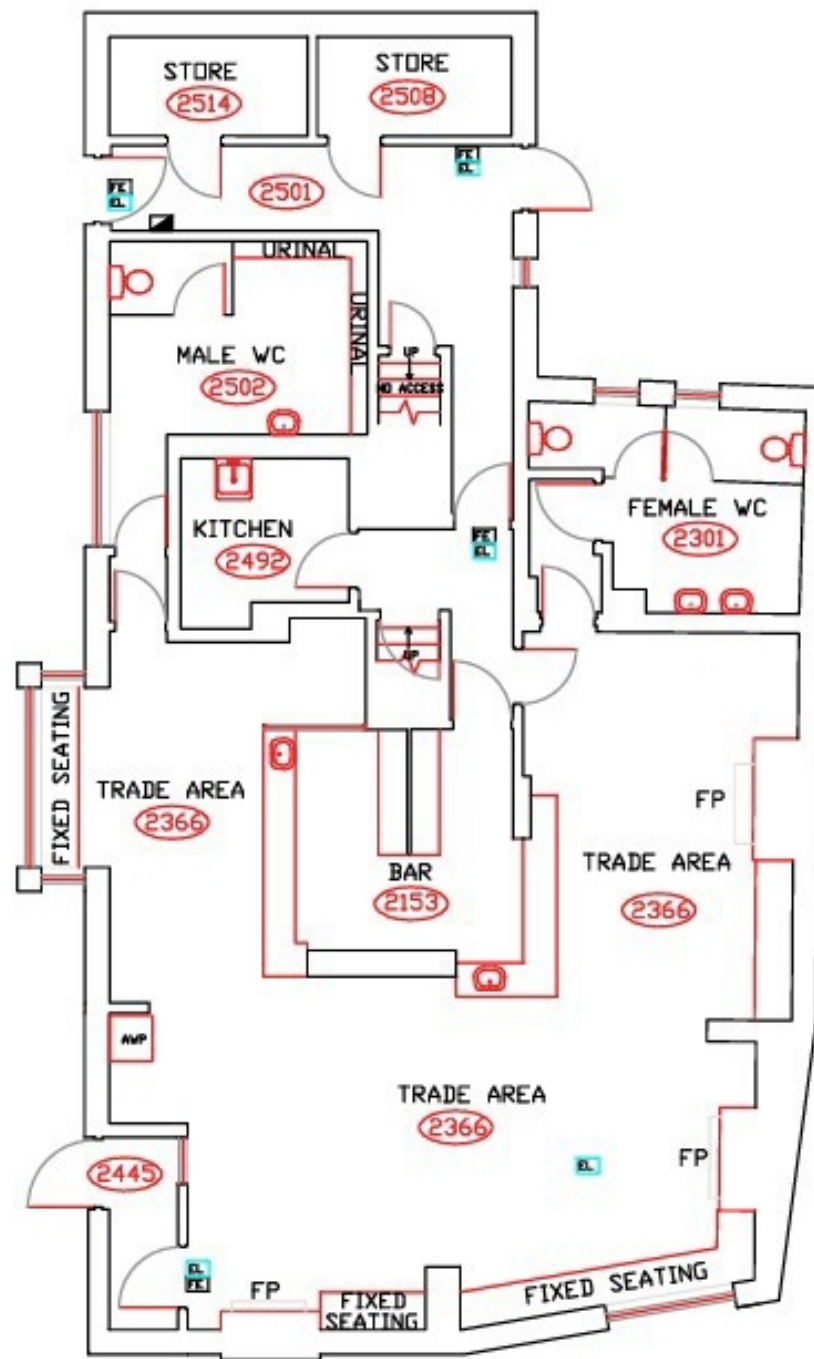 STORE
2514
STORE
2508
FE
EL
FE
EL
2501
URINAL
URINAL
MALE WC
2502
UP
NO ACCESS
KITCHEN
2492
FE
EL
FEMALE WC
2301
UP
FIXED SEATING
TRADE AREA
2366
BAR
2153
FP
TRADE AREA
2366
AWP
TRADE AREA
2366
FP
EL
2445
EL
FE
FP
FIXED
SEATING
FIXED SEATING